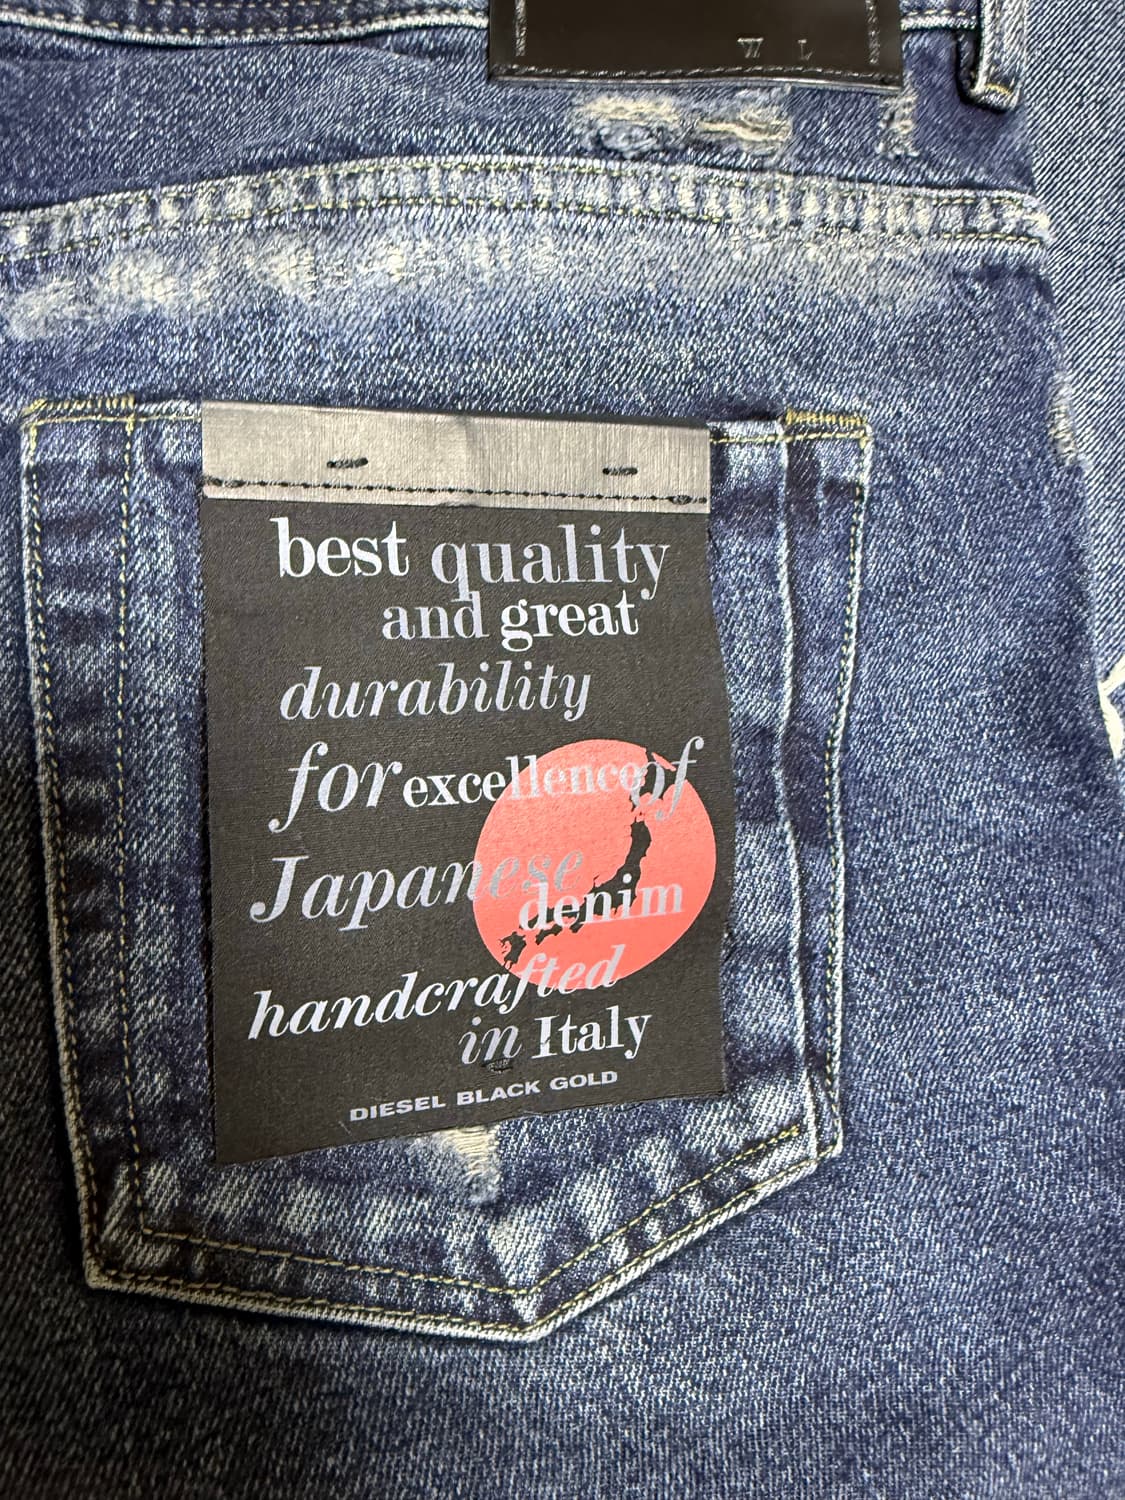 W L
best quality
and great
durability
for excellence of
Japanese
denim
handcrafted
in Italy
DIESEL BLACK GOLD